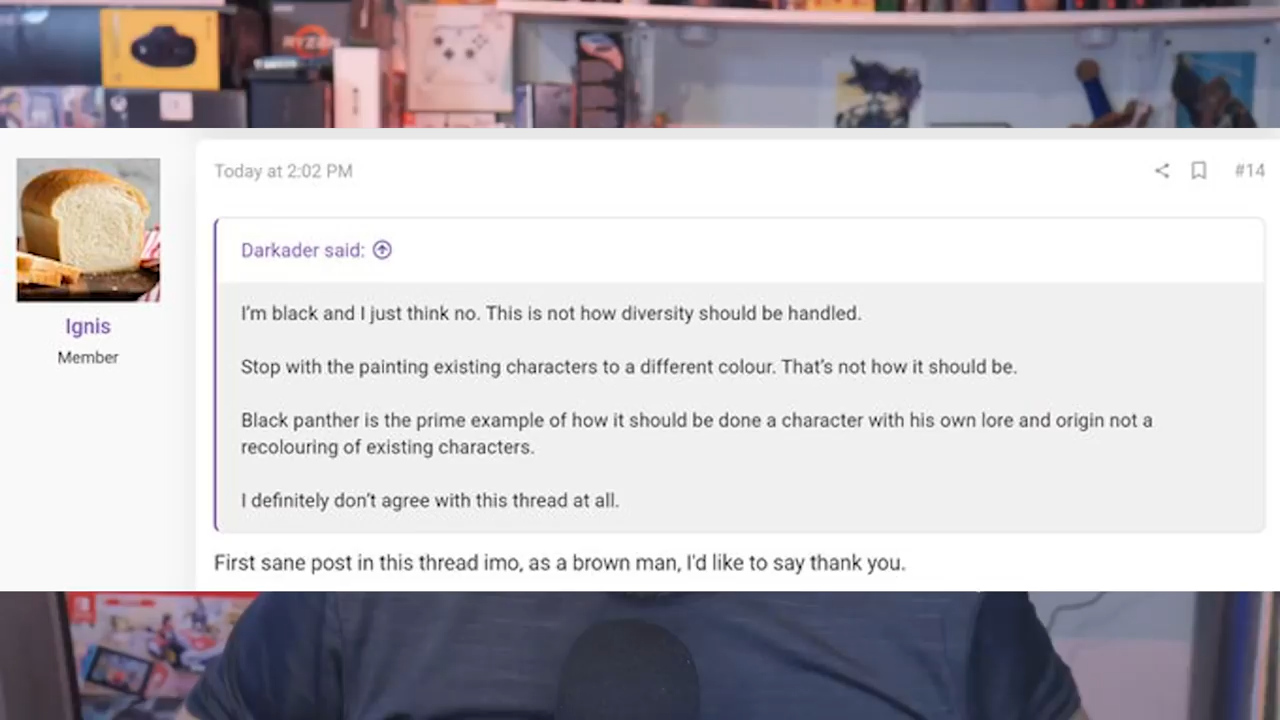 RYZEN
Today at 2:02 PM
#14
Darkader said:
I'm black and I just think no. This is not how diversity should be handled.
Stop with the painting existing characters to a different colour. That's not how it should be.
Black panther is the prime example of how it should be done a character with his own lore and origin not a
recolouring of existing characters.
I definitely don't agree with this thread at all.
Ignis
Member
First sane post in this thread imo, as a brown man, I'd like to say thank you.